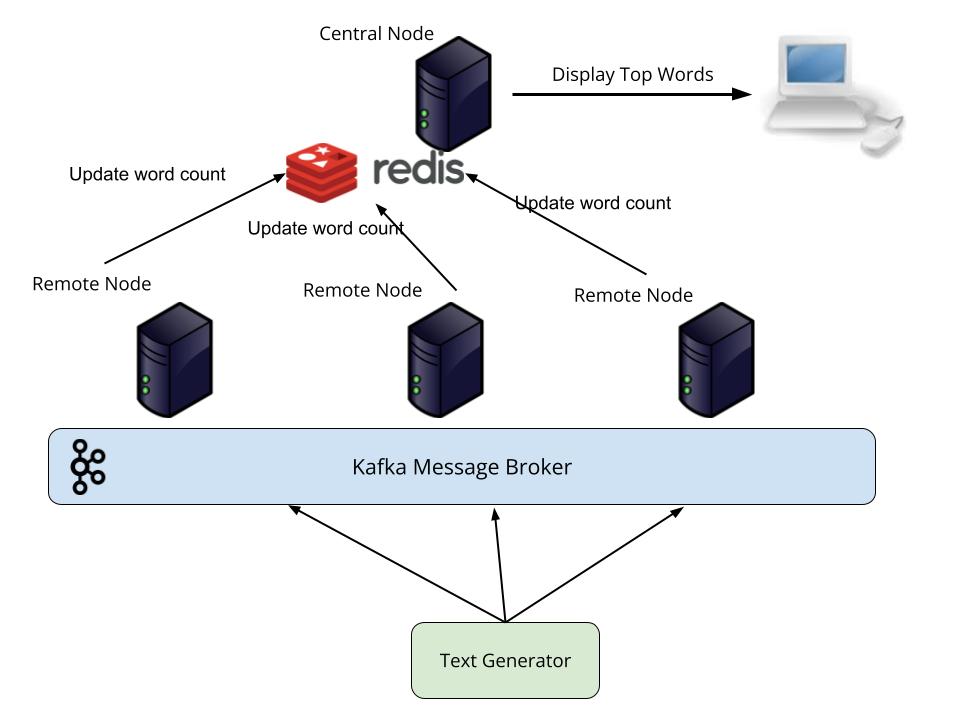 Central Node
Display Top Words
redis
Update word count
Update word count
Update word count
Remote Node
Remote Node
Remote Node
Kafka Message Broker
Text Generator